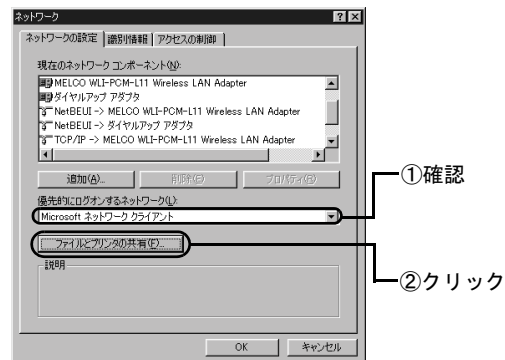 ネットワーク
ネットワークの設定 識別情報 アクセスの制御
現在のネットワーク コンポーネント(N):
MELCO WLI-PCM-L11 Wireless LAN Adapter
ダイヤルアップ アダプタ
NetBEUI -> MELCO WLI-PCM-L11 Wireless LAN Adapter
NetBEUI -> ダイヤルアップ アダプタ
TCP/IP -> MELCO WLI-PCM-L11 Wireless LAN Adapter
追加(A)... 削除(E) プロパティ(R)
優先的にログオンするネットワーク(L):
Microsoft ネットワーク クライアント
ファイルとプリンタの共有(F)...
説明
OK キャンセル
①確認
②クリック